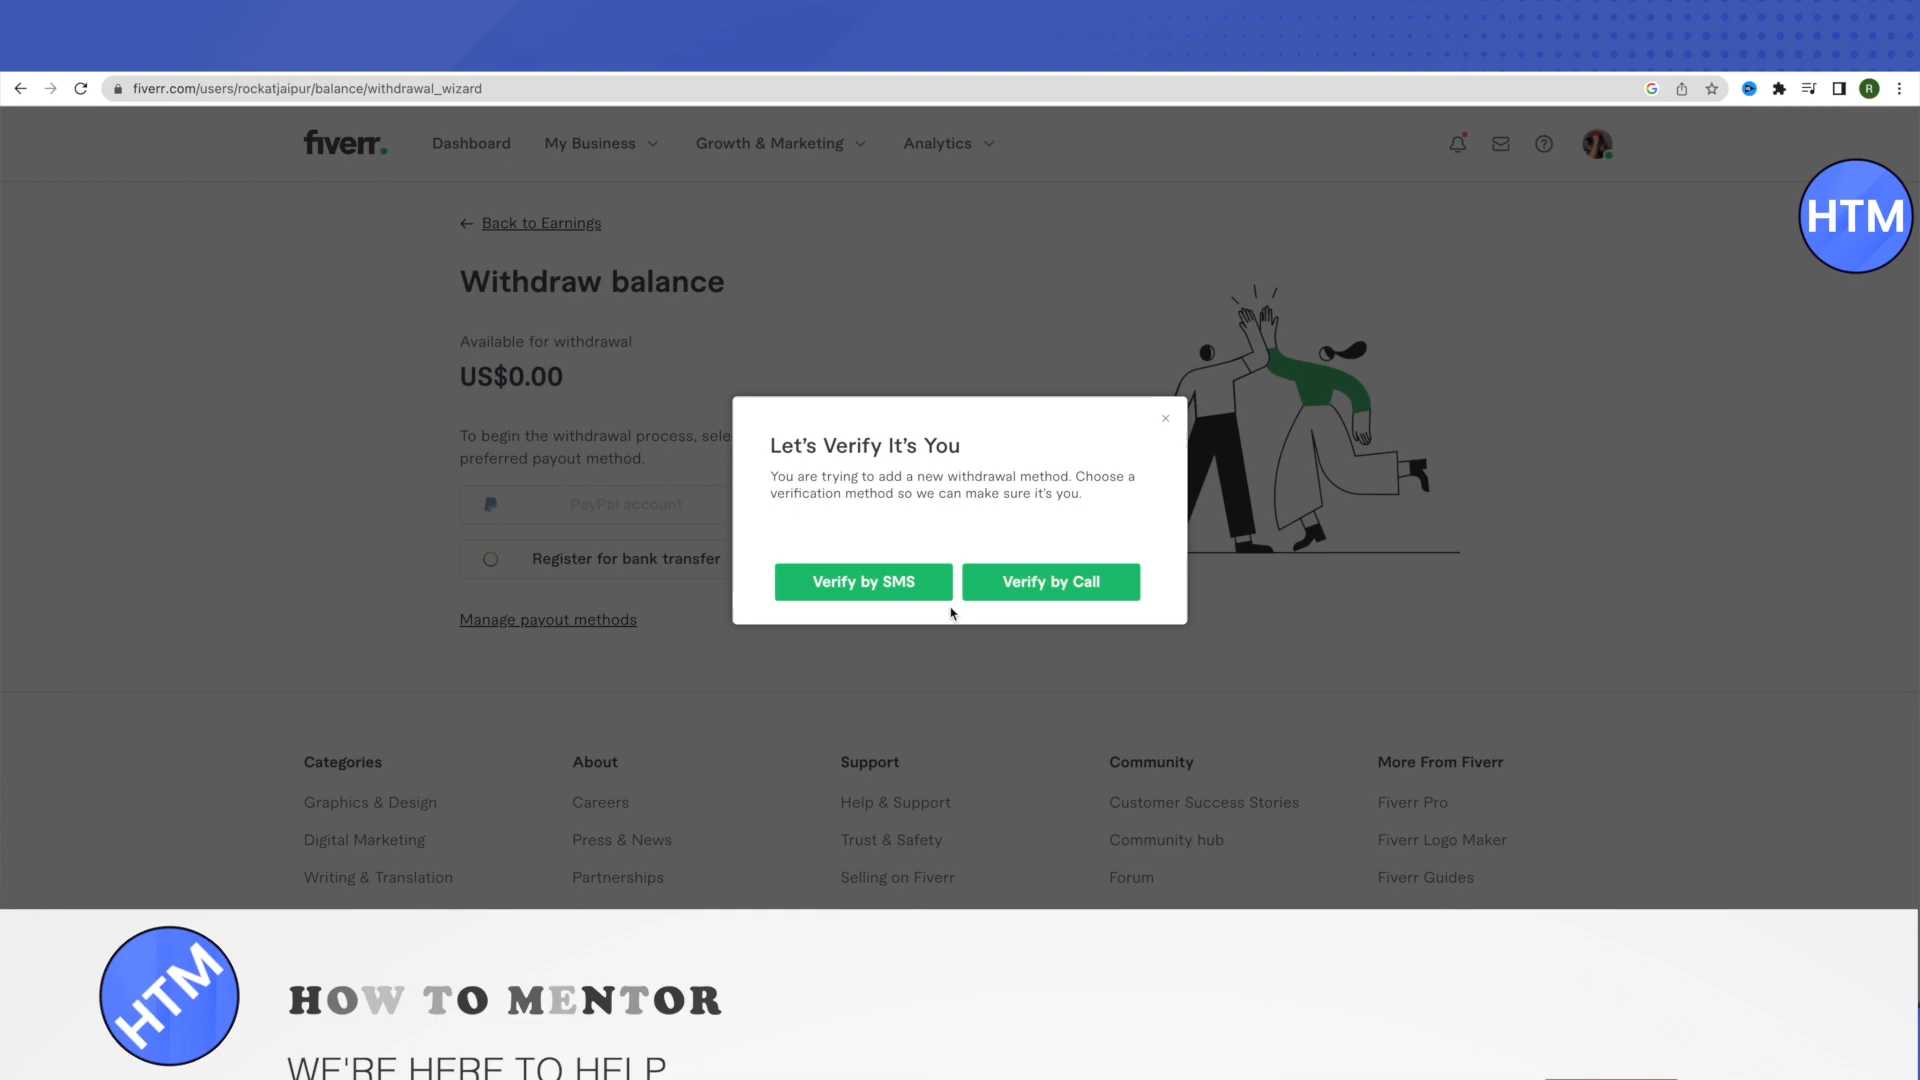 fiverr.com/users/rockatjaipur/balance/withdrawal_wizard
R
fiverr.
Dashboard
My Business
Growth & Marketing
Analytics
HTM
Back to Earnings
Withdraw balance
Available for withdrawal
US$0.00
To begin the withdrawal process, sele
preferred payout method.
PayPal account
Register for bank transfer
Manage payout methods
Let's Verify It's You
You are trying to add a new withdrawal method. Choose a
verification method so we can make sure it's you.
Verify by SMS
Verify by Call
Categories
Graphics & Design
Digital Marketing
Writing & Translation
About
Careers
Press & News
Partnerships
Support
Help & Support
Trust & Safety
Selling on Fiverr
Community
Customer Success Stories
Community hub
Forum
More From Fiverr
Fiverr Pro
Fiverr Logo Maker
Fiverr Guides
HTM
HOW TO MENTOR
WE'RE HERE TO HELP